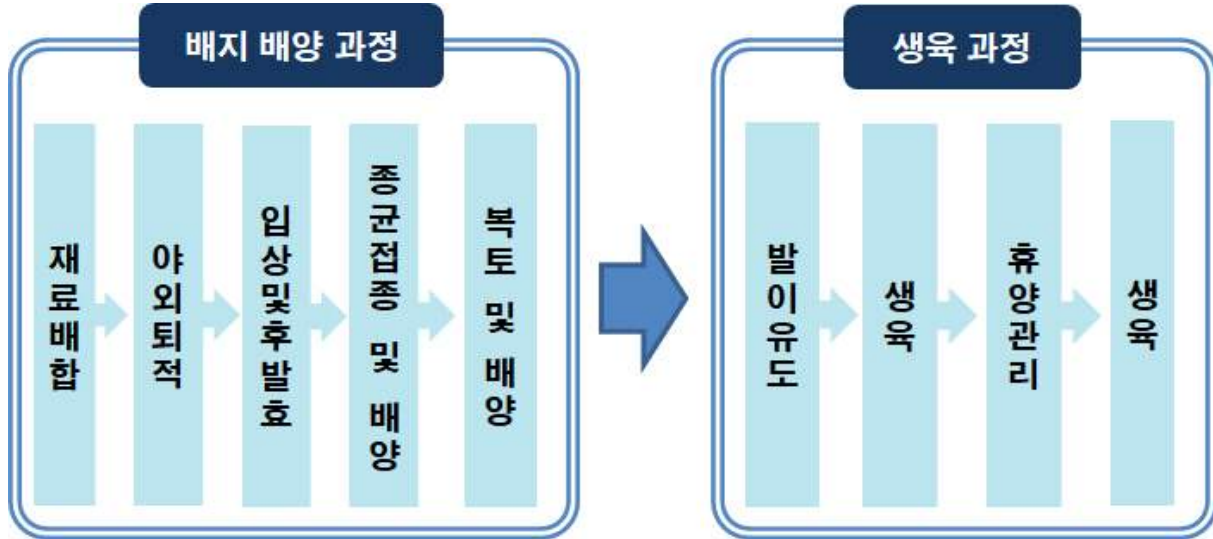 배지 배양 과정
재료배합
야외퇴적
입상및후발효
종균접종 및 배양
복토 및 배양
생육 과정
발이유도
생육
휴양관리
생육